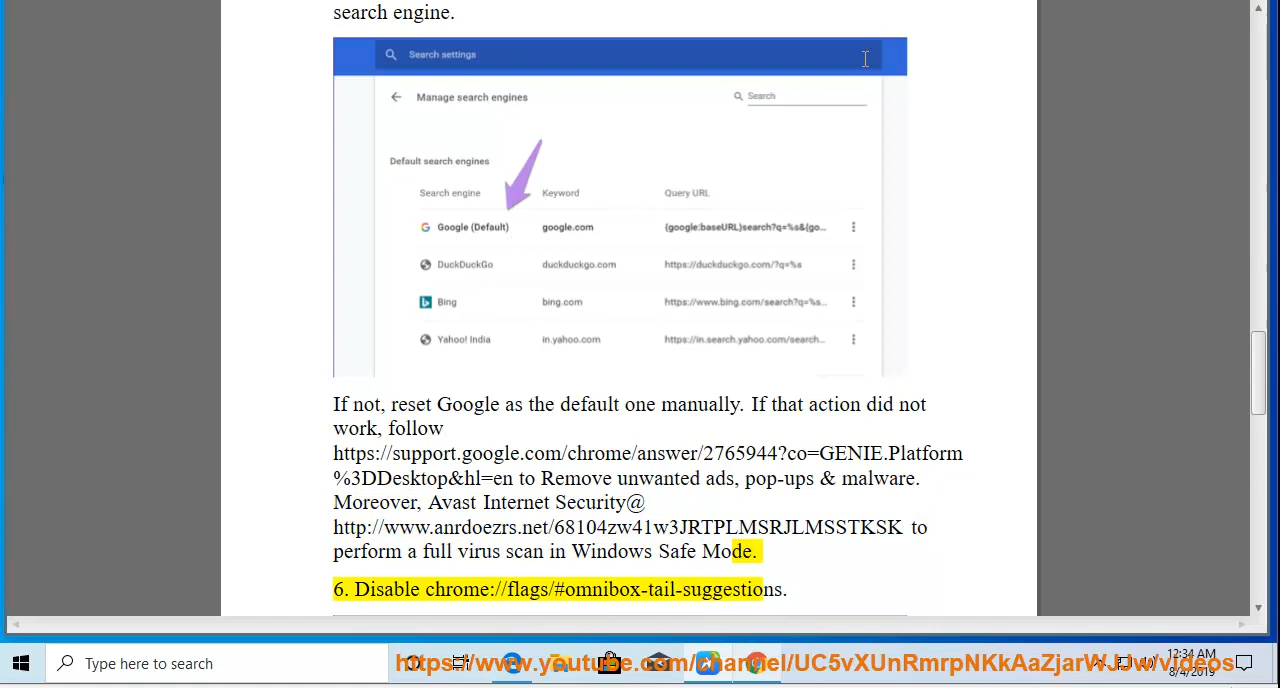 search engine.
Search settings
Manage search engines
Search
Default search engines
Search engine Keyword Query URL
Google (Default) google.com {google:baseURL}search?q=%s&{go...
DuckDuckGo duckduckgo.com https://duckduckgo.com/?q=%s
Bing bing.com https://www.bing.com/search?q=%s...
Yahoo! India in.yahoo.com https://in.search.yahoo.com/search...
If not, reset Google as the default one manually. If that action did not
work, follow
https://support.google.com/chrome/answer/2765944?co=GENIE.Platform
%3DDesktop&hl=en to Remove unwanted ads, pop-ups & malware.
Moreover, Avast Internet Security@
http://www.anrdoezrs.net/68104zw41w3JRTPLMSRJLMSSTKSK to
perform a full virus scan in Windows Safe Mode.
6. Disable chrome://flags/#omnibox-tail-suggestions.
Type here to search
https://www.youtube.com/channel/UC5vXUnRmrpNKkAaZjarWJJw/videos
12:34 AM
8/4/2019